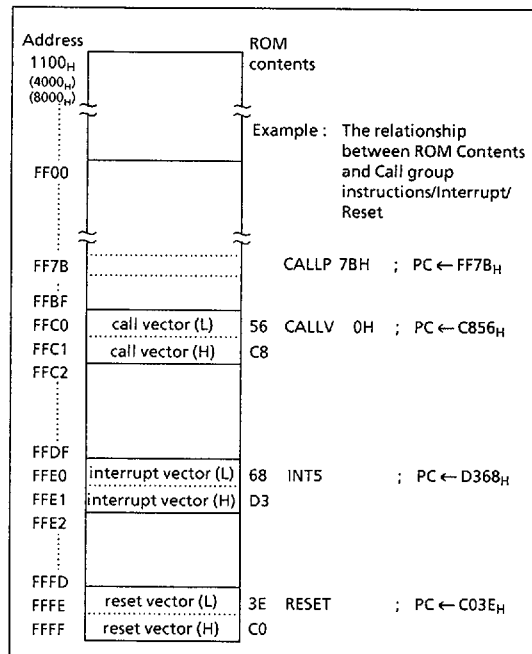 Address ROM
1100H contents
(4000H)
(8000H)
Example : The relationship
between ROM Contents
FF00 and Call group
instructions/Interrupt/
Reset
FF7B CALLP 7BH ; PC ← FF7BH
FFBF
FFC0 call vector (L) 56 CALLV 0H ; PC ← C856H
FFC1 call vector (H) C8
FFC2
FFDF
FFE0 interrupt vector (L) 68 INT5 ; PC ← D368H
FFE1 interrupt vector (H) D3
FFE2
FFFD
FFFE reset vector (L) 3E RESET ; PC ← C03EH
FFFF reset vector (H) C0